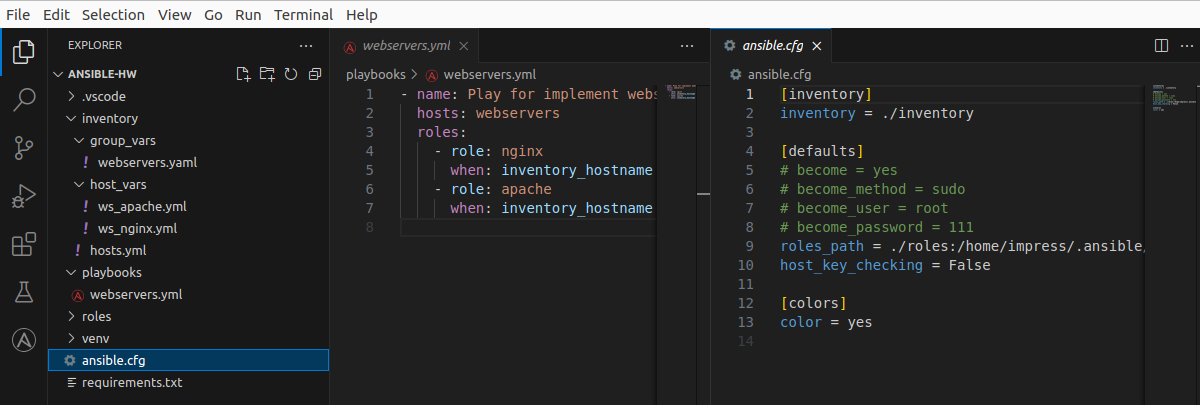 File Edit Selection View Go Run Terminal Help
EXPLORER
ANSIBLE-HW
.vscode
inventory
group_vars
webservers.yaml
host_vars
ws_apache.yml
ws_nginx.yml
hosts.yml
playbooks
webservers.yml
roles
venv
ansible.cfg
requirements.txt
webservers.yml
playbooks > webservers.yml
1 - name: Play for implement webs
2 hosts: webservers
3 roles:
4 - role: nginx
5 when: inventory_hostname
6 - role: apache
7 when: inventory_hostname
8
ansible.cfg
ansible.cfg
1 [inventory]
2 inventory = ./inventory
3
4 [defaults]
5 # become = yes
6 # become_method = sudo
7 # become_user = root
8 # become_password = 111
9 roles_path = ./roles:/home/impress/.ansible/
10 host_key_checking = False
11
12 [colors]
13 color = yes
14